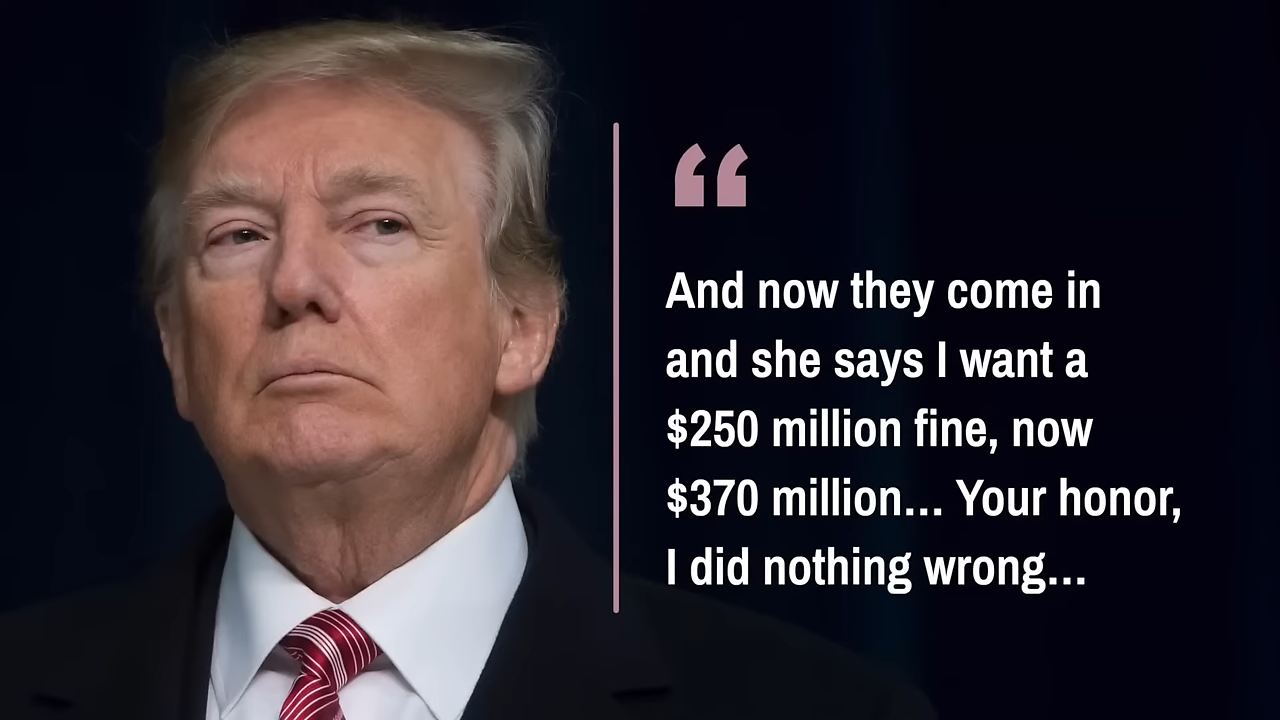 “
And now they come in
and she says I want a
$250 million fine, now
$370 million... Your honor,
I did nothing wrong...